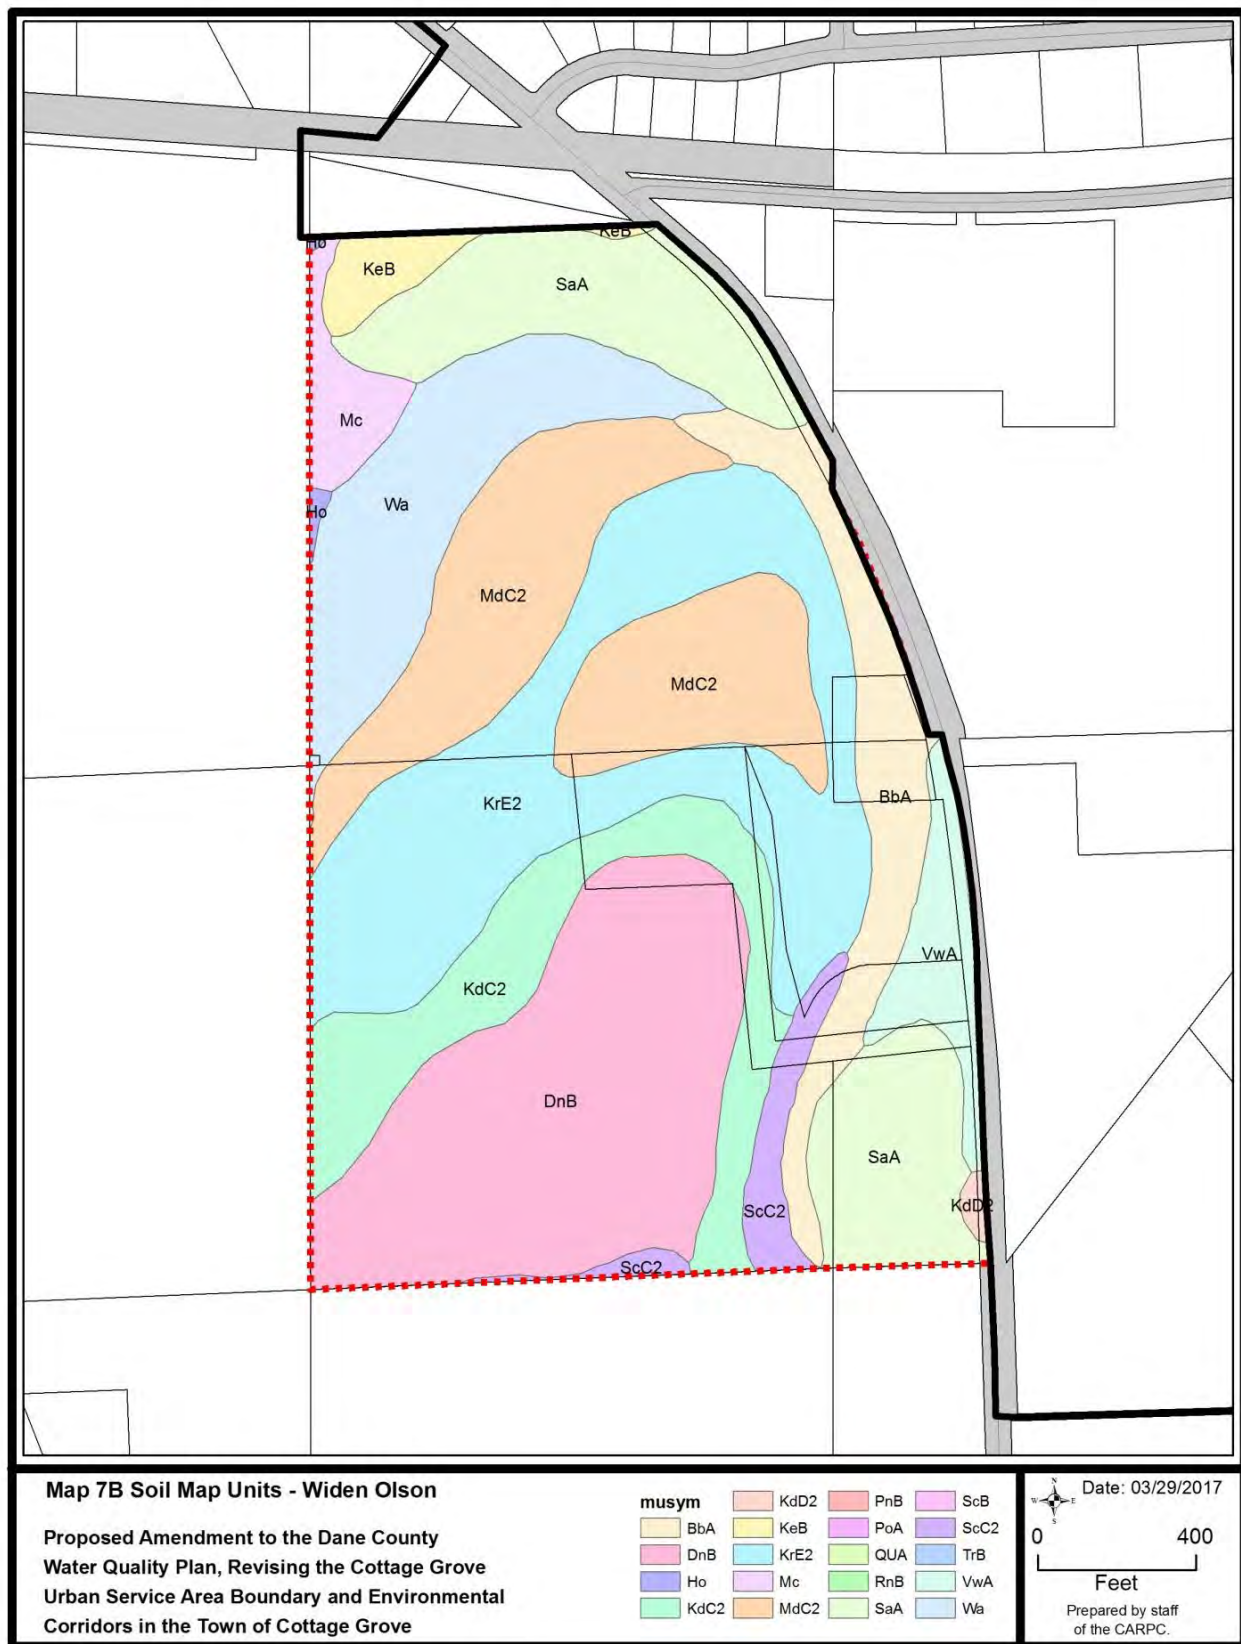 Ho
KeB
KeB
SaA
Mc
Wa
Ho
MdC2
MdC2
KrE2
BbA
VwA
KdC2
DnB
SaA
KdD2
ScC2
ScC2
Map 7B Soil Map Units - Widen Olson
Proposed Amendment to the Dane County
Water Quality Plan, Revising the Cottage Grove
Urban Service Area Boundary and Environmental
Corridors in the Town of Cottage Grove
musym
BbA
DnB
Ho
KdC2
KdD2
KeB
KrE2
Mc
MdC2
PnB
PoA
QUA
RnB
SaA
ScB
ScC2
TrB
VwA
Wa
N
W E
S
Date: 03/29/2017
0 400
Feet
Prepared by staff
of the CARPC.